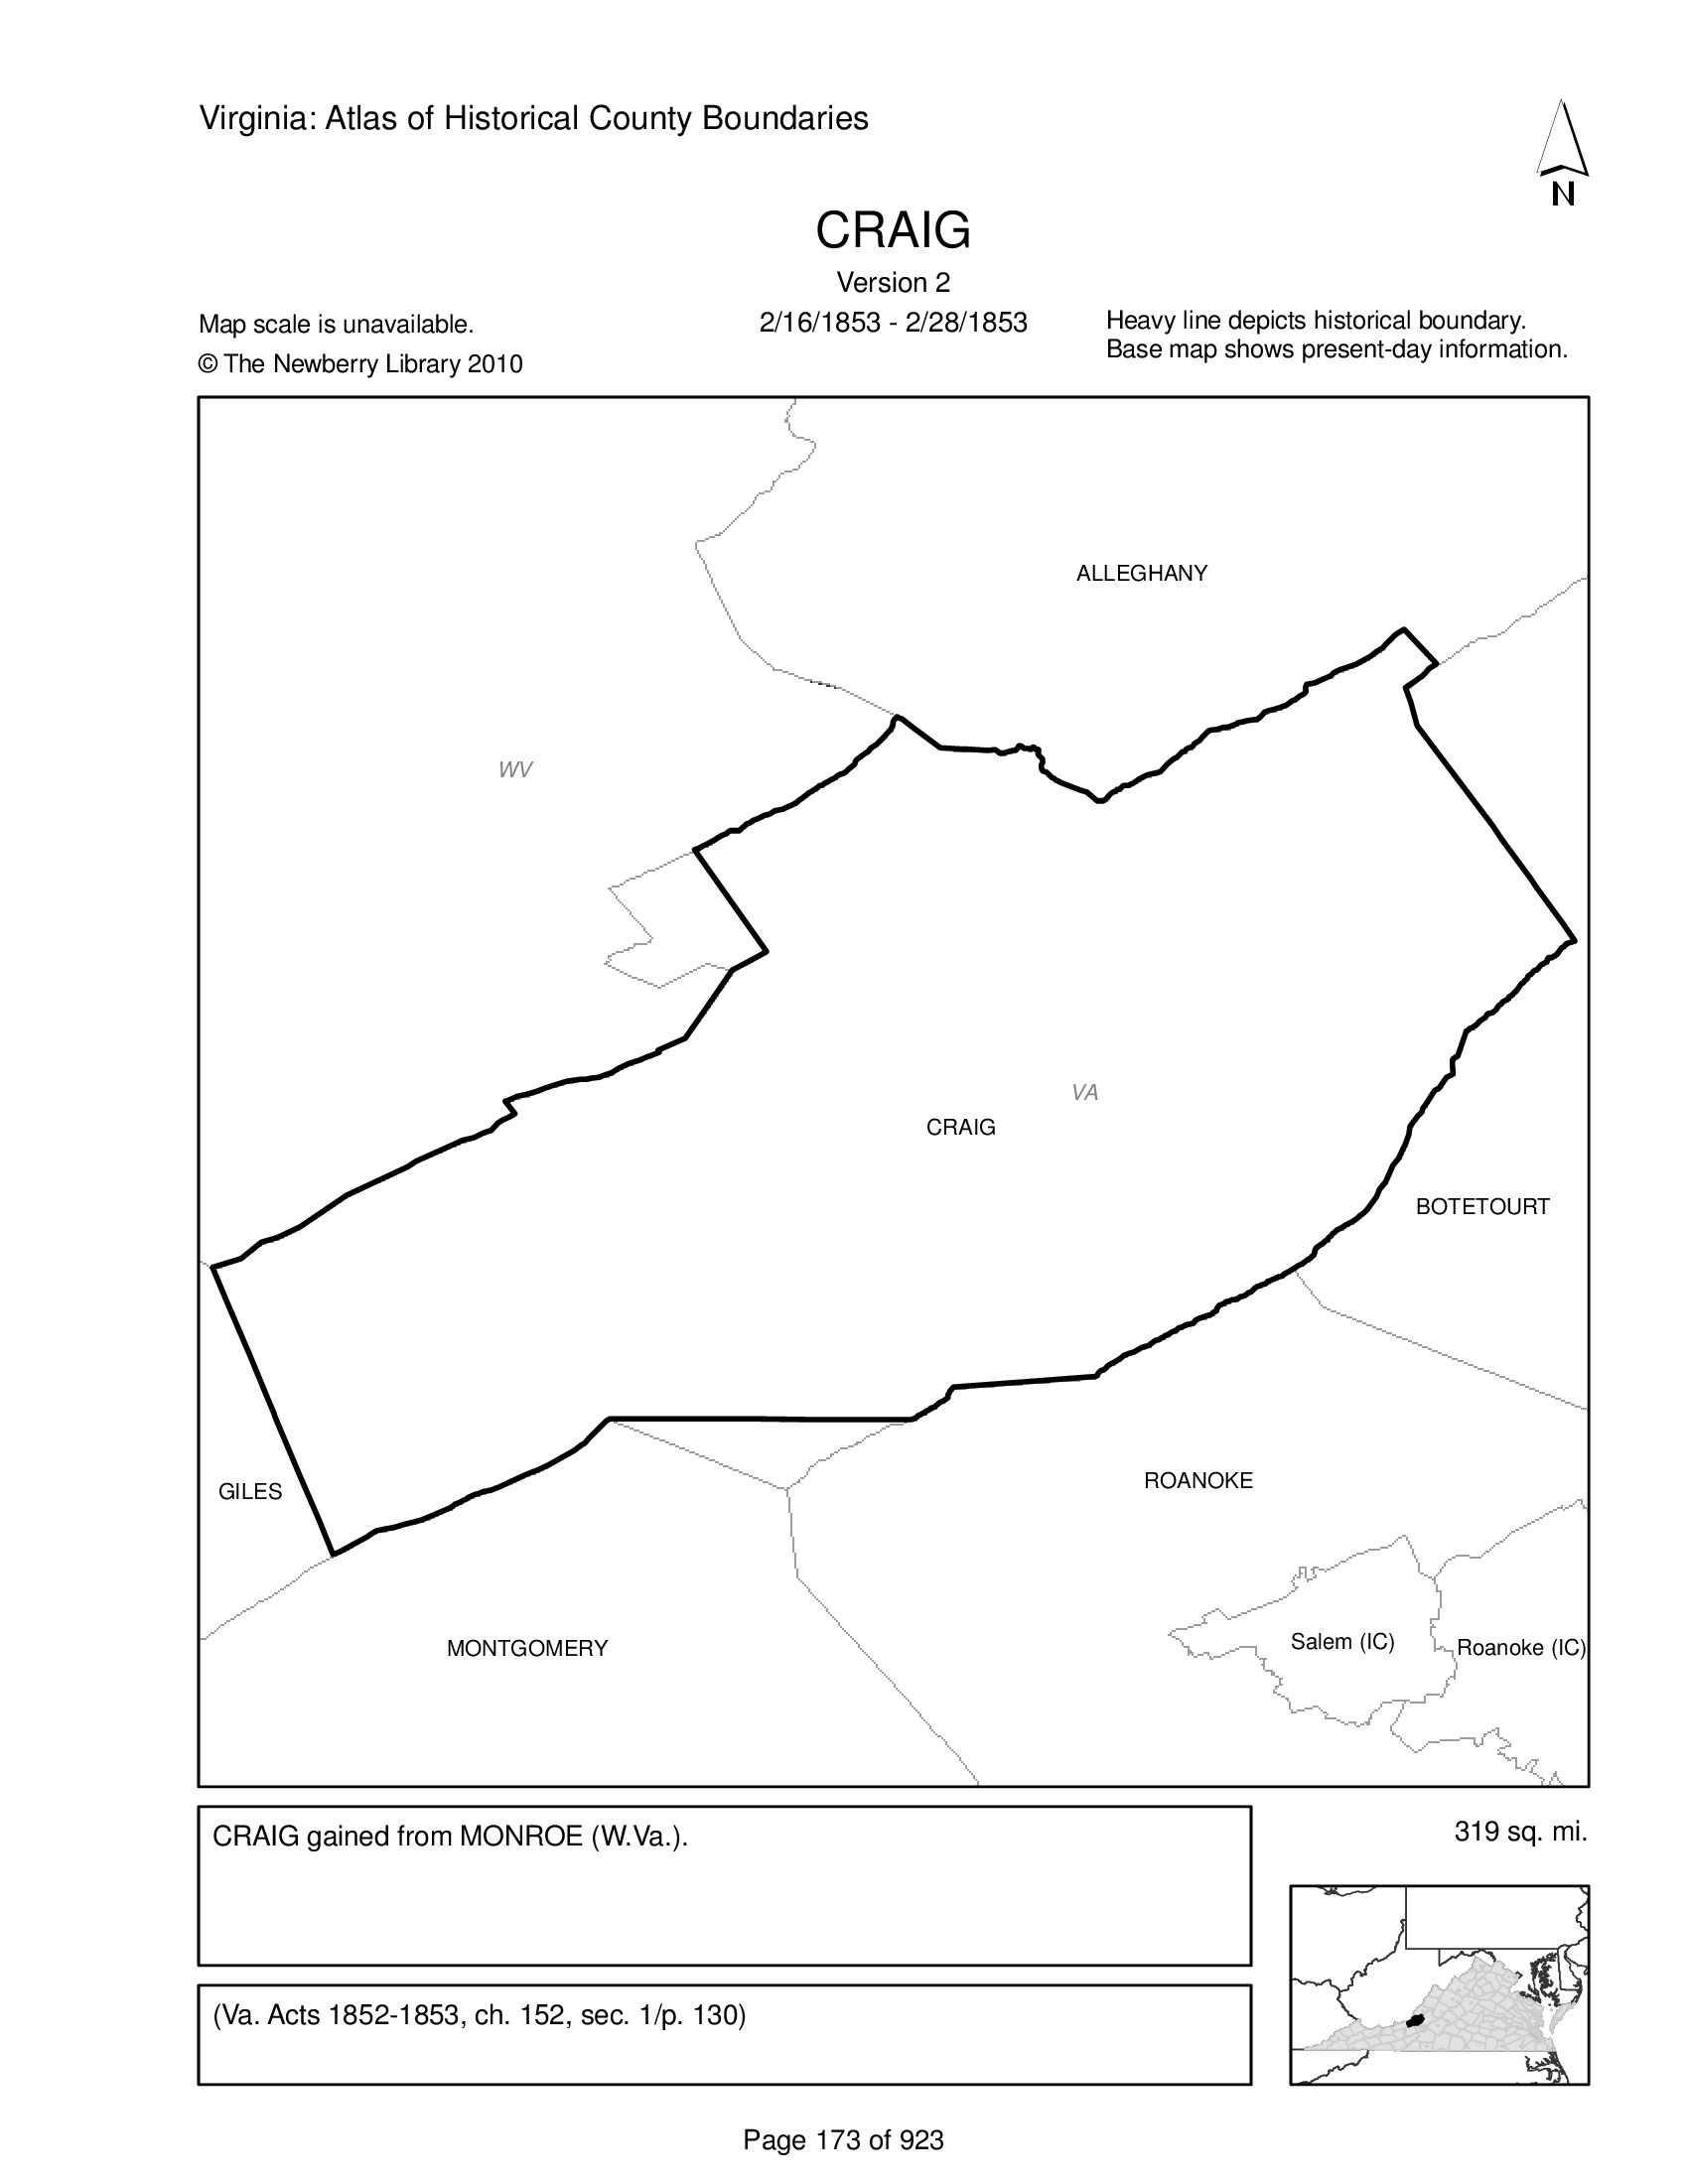 Virginia: Atlas of Historical County Boundaries
N
CRAIG
Version 2
2/16/1853 - 2/28/1853
Map scale is unavailable.
© The Newberry Library 2010
Heavy line depicts historical boundary.
Base map shows present-day information.
ALLEGHANY
WV
VA
CRAIG
BOTETOURT
GILES
ROANOKE
MONTGOMERY
Salem (IC)
Roanoke (IC)
CRAIG gained from MONROE (W.Va.).
319 sq. mi.
(Va. Acts 1852-1853, ch. 152, sec. 1/p. 130)
Page 173 of 923